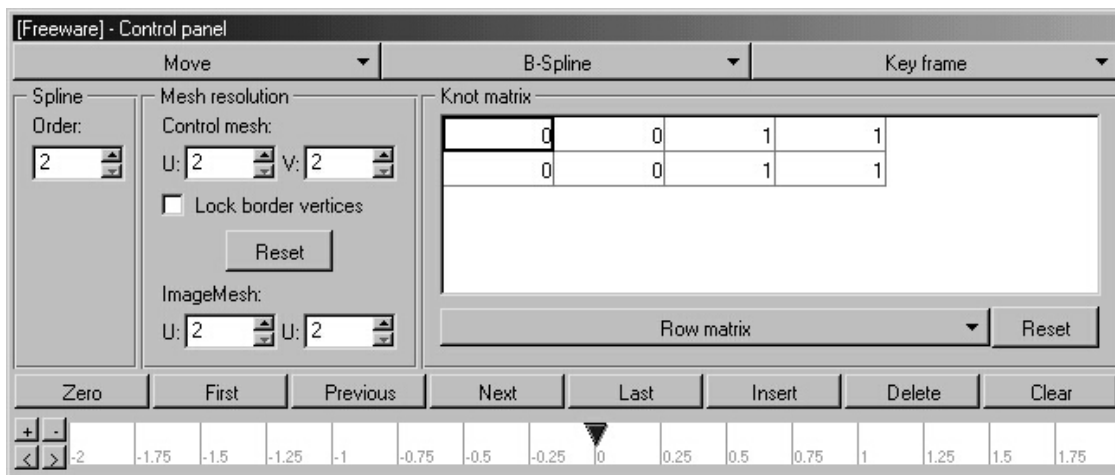 [Freeware] - Control panel
Move B-Spline Key frame
Spline Mesh resolution Knot matrix
Order: Control mesh:
2 U: 2 V: 2
0 0 1 1
0 0 1 1
Lock border vertices
Reset
ImageMesh:
U: 2 U: 2
Row matrix Reset
Zero First Previous Next Last Insert Delete Clear
+ -
< > -2 -1.75 -1.5 -1.25 -1 -0.75 -0.5 -0.25 0 0.25 0.5 0.75 1 1.25 1.5 1.75